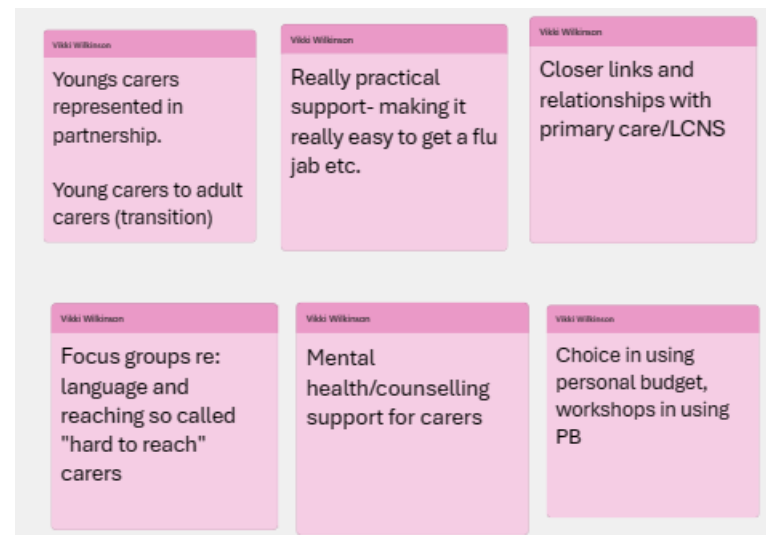 Vikki Wilkinson
Youngs carers
represented in
partnership.
Young carers to adult
carers (transition)
Vikki Wilkinson
Really practical
support- making it
really easy to get a flu
jab etc.
Vikki Wilkinson
Closer links and
relationships with
primary care/LCNS
Vikki Wilkinson
Focus groups re:
language and
reaching so called
"hard to reach"
carers
Vikki Wilkinson
Mental
health/counselling
support for carers
Vikki Wilkinson
Choice in using
personal budget,
workshops in using
PB